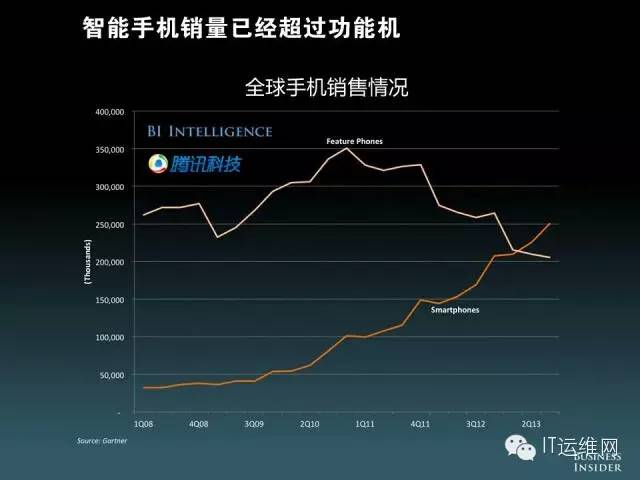 智能手机销量已经超过功能机
全球手机销售情况
400,000
BI INTELLIGENCE
腾讯科技
Feature Phones
350,000
300,000
250,000
(Thousands)
200,000
150,000
Smartphones
100,000
50,000
-
1Q08 4Q08 3Q09 2Q10 1Q11 4Q11 3Q12 2Q13
Source: Gartner
IT运维网
BUSINESS
INSIDER